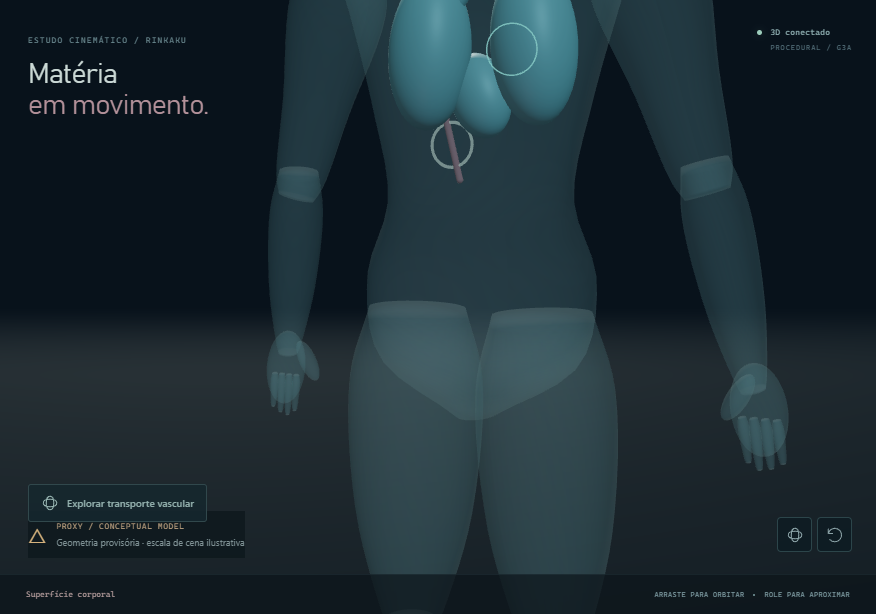 ESTUDO CINEMÁTICO / RINKAKU
Matéria
em movimento.
3D conectado
PROCEDURAL / G3A
Explorar transporte vascular
PROXY / CONCEPTUAL MODEL
Geometria provisória · escala de cena ilustrativa
Superfície corporal
ARRASTE PARA ORBITAR • ROLE PARA APROXIMAR